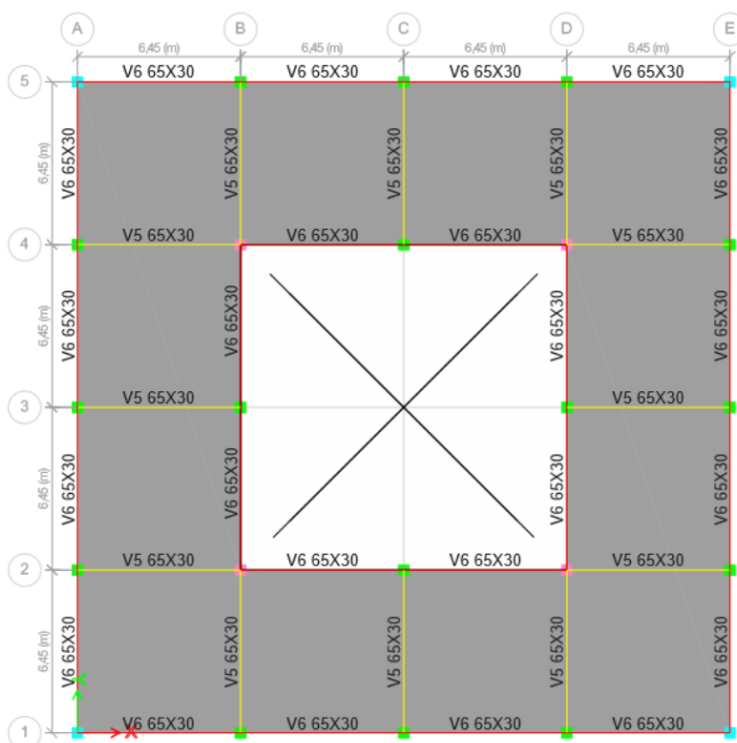 A B C D E
6,45 (m) 6,45 (m) 6,45 (m) 6,45 (m)
5 V6 65X30 V6 65X30 V6 65X30 V6 65X30
6,45 (m) V6 65X30 V5 65X30 V5 65X30 V5 65X30 V6 65X30
4 V5 65X30 V6 65X30 V6 65X30 V5 65X30
6,45 (m) V6 65X30 V6 65X30 V6 65X30 V6 65X30
3 V5 65X30 V5 65X30
6,45 (m) V6 65X30 V6 65X30 V6 65X30 V6 65X30
2 V5 65X30 V6 65X30 V6 65X30 V5 65X30
6,45 (m) V6 65X30 V5 65X30 V5 65X30 V5 65X30 V6 65X30
Y
1 X V6 65X30 V6 65X30 V6 65X30 V6 65X30